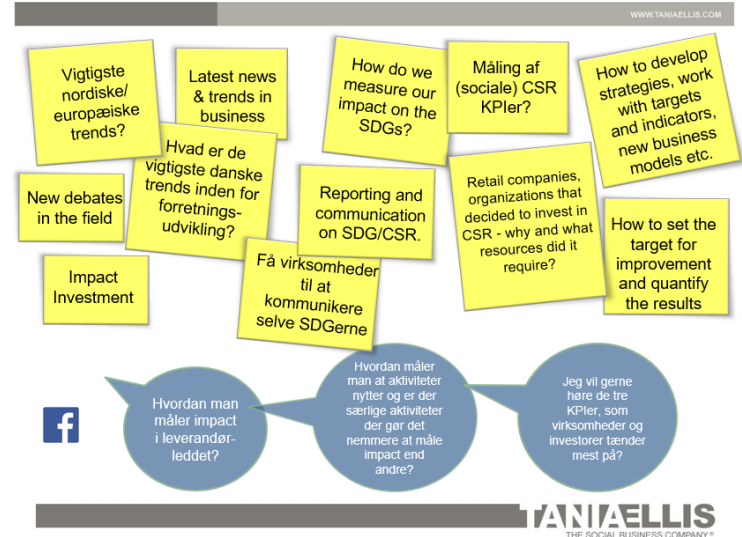 WWW.TANIAELLIS.COM
Vigtigste
nordiske/
europæiske
trends?
Latest news
& trends in
business
How do we
measure our
impact on the
SDGs?
Måling af
(sociale) CSR
KPIer?
How to develop
strategies, work
with targets
and indicators,
new business
models etc.
Hvad er de
vigtigste danske
trends inden for
forretnings-
udvikling?
New debates
in the field
Reporting and
communication
on SDG/CSR.
Retail companies,
organizations that
decided to invest in
CSR - why and what
resources did it
require?
How to set the
target for
improvement
and quantify
the results
Impact
Investment
Få virksomheder
til at
kommunikere
selve SDGerne
f
Hvordan man
måler impact
i leverandør-
leddet?
Hvordan måler
man at aktiviteter
nytter og er der
særlige aktiviteter
der gør det
nemmere at måle
impact end
andre?
Jeg vil gerne
høre de tre
KPIer, som
virksomheder og
investorer tænder
mest på?
TANIAELLIS
THE SOCIAL BUSINESS COMPANY®